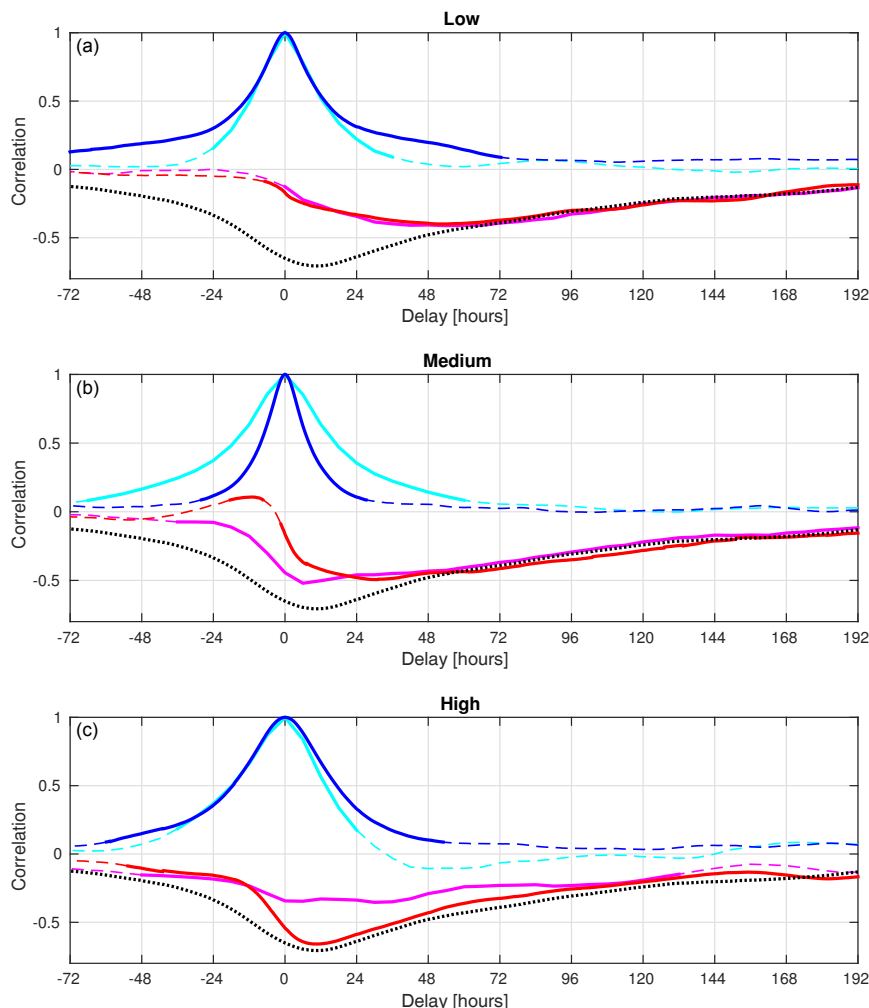 Low
(a)
1
0.5
0
-0.5
Correlation
-72 -48 -24 0 24 48 72 96 120 144 168 192
Delay [hours]
Medium
(b)
1
0.5
0
-0.5
Correlation
-72 -48 -24 0 24 48 72 96 120 144 168 192
Delay [hours]
High
(c)
1
0.5
0
-0.5
Correlation
-72 -48 -24 0 24 48 72 96 120 144 168 192
Delay [hours]